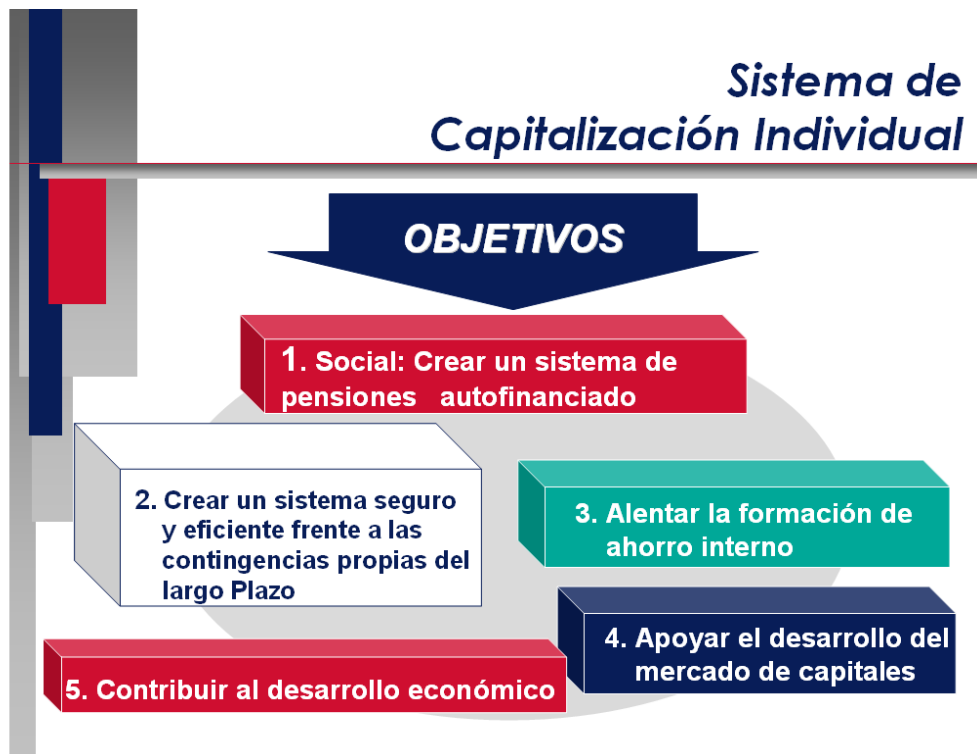 Sistema de
Capitalización Individual
OBJETIVOS
1. Social: Crear un sistema de
pensiones autofinanciado
2. Crear un sistema seguro
y eficiente frente a las
contingencias propias del
largo Plazo
3. Alentar la formación de
ahorro interno
4. Apoyar el desarrollo del
mercado de capitales
5. Contribuir al desarrollo económico